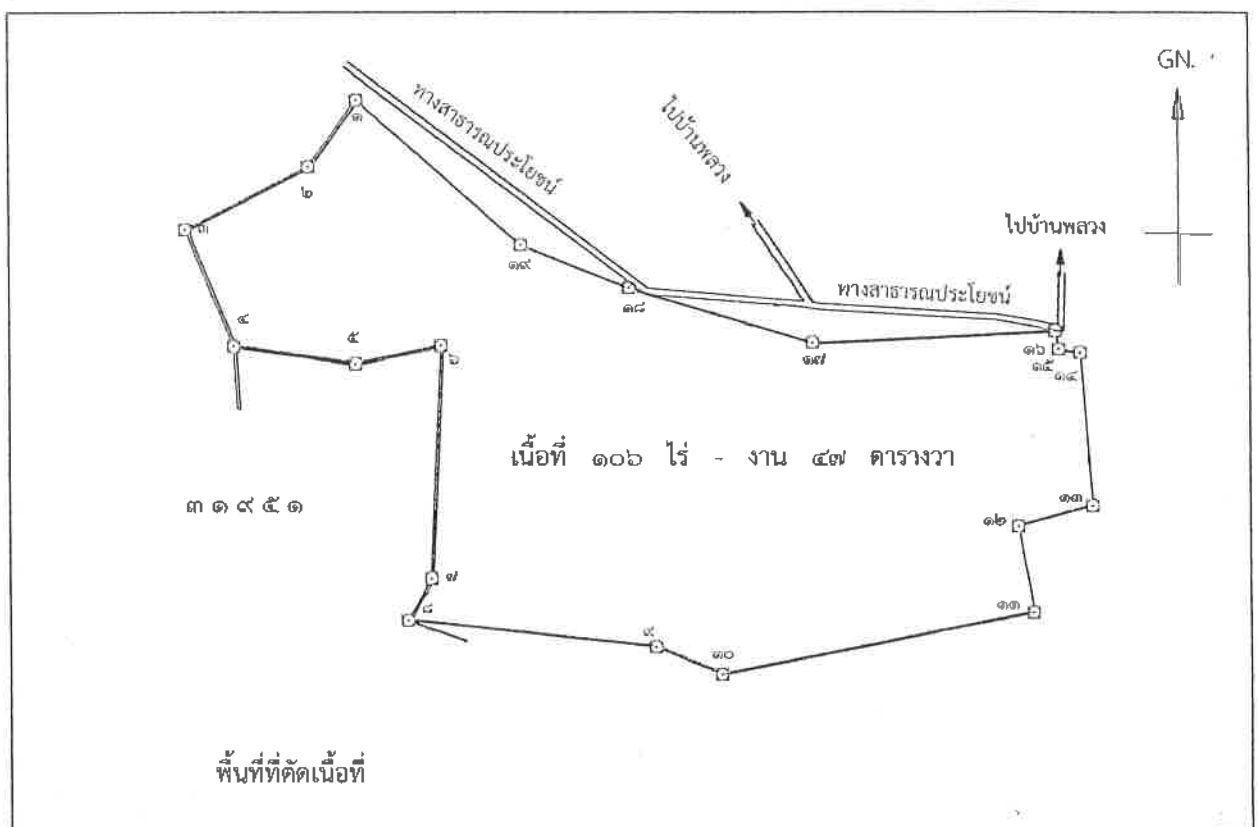 GN.
ทางสาธารณประโยชน์
ไปบ้านพลวง
ไปบ้านพลวง
ทางสาธารณประโยชน์
๑
๒
๓
๔
๕
๖
๗
๘
๙
๑๐
๑๑
๑๒
๑๓
๑๔
๑๕
๑๖
๑๗
๑๘
๑๙
เนื้อที่ ๑๐๖ ไร่ - งาน ๔๗ ตารางวา
๓๑๙๕๑
พื้นที่ที่ตัดเนื้อที่